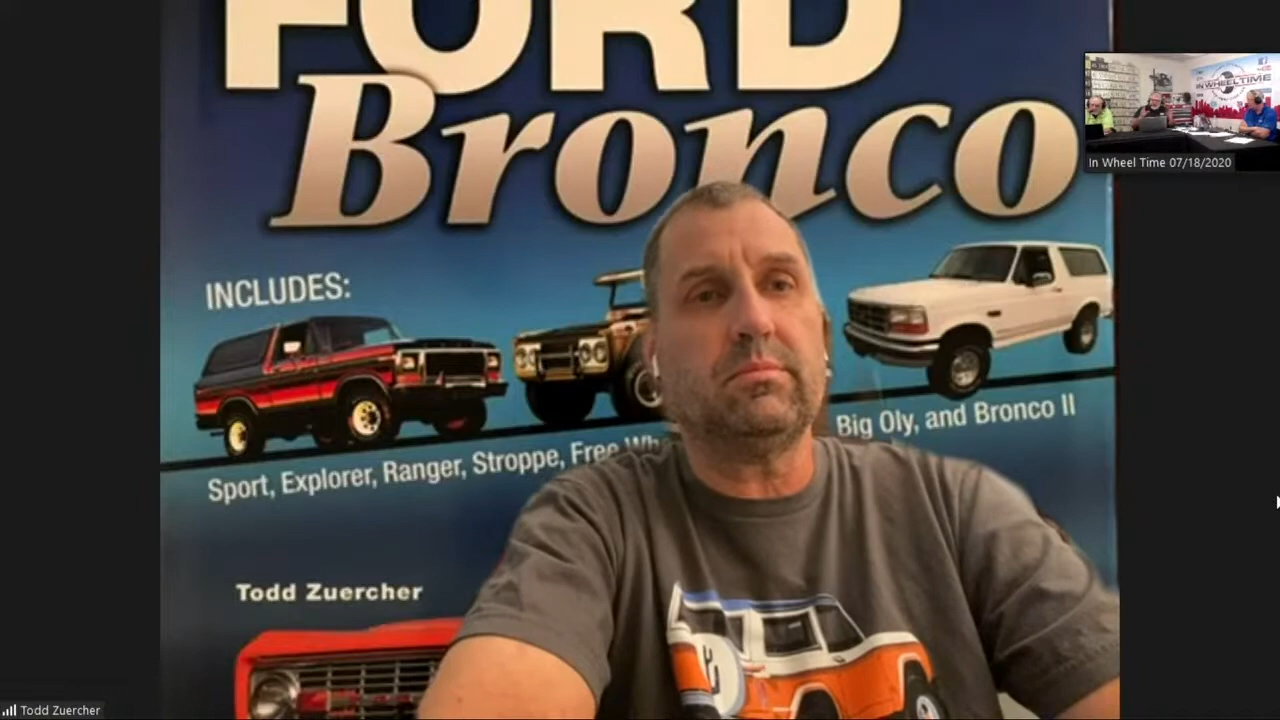 FORD
Bronco
INCLUDES:
Sport, Explorer, Ranger, Stroppe, Free Wh
Big Oly, and Bronco II
Todd Zuercher
IN WHEEL TIME
In Wheel Time 07/18/2020
Todd Zuercher